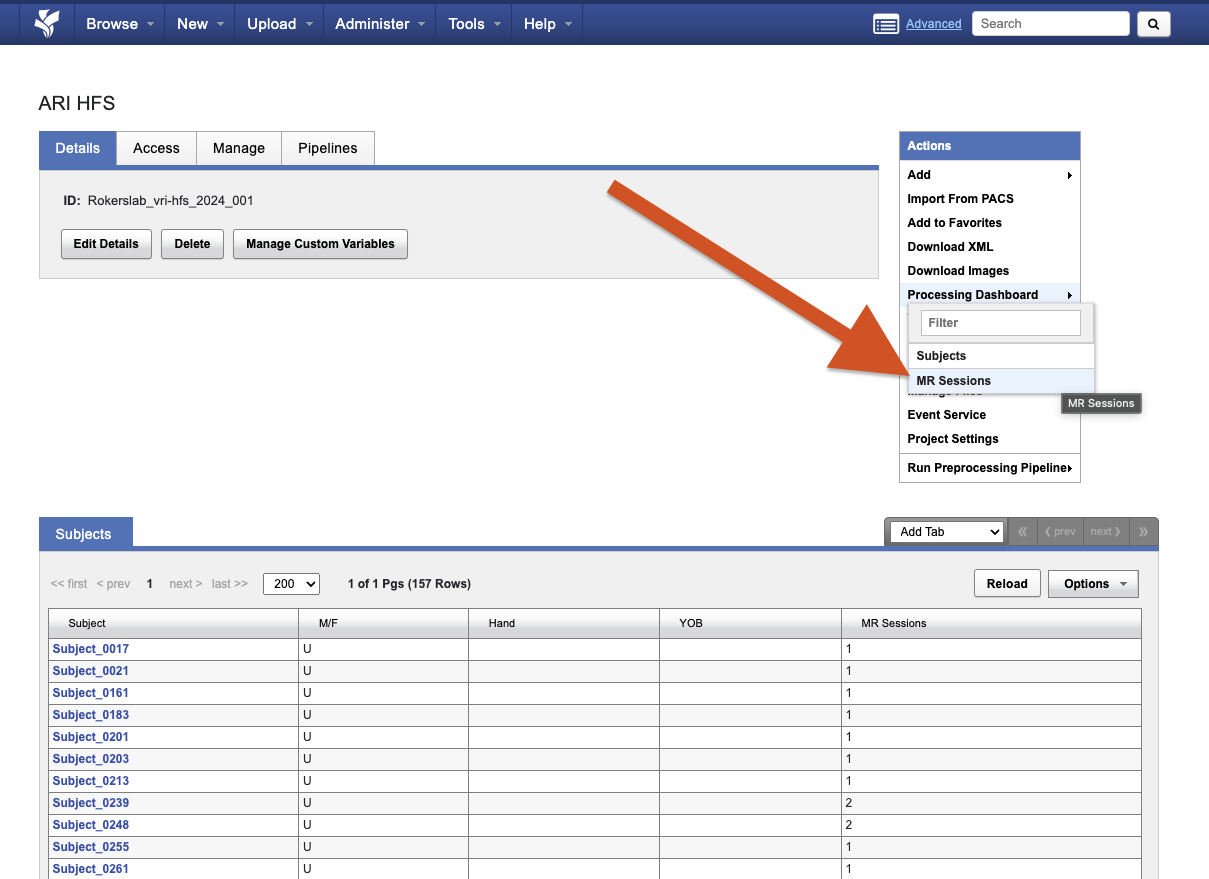 Browse New Upload Administer Tools Help Advanced Search
ARI HFS
Details Access Manage Pipelines
ID: Rokerslab_vri-hfs_2024_001
Edit Details Delete Manage Custom Variables
Actions
Add
Import From PACS
Add to Favorites
Download XML
Download Images
Processing Dashboard
Filter
Subjects
MR Sessions
MR Sessions
Event Service
Project Settings
Run Preprocessing Pipeline
Subjects
Add Tab « ❮ prev next ❯ »
<< first < prev 1 next > last >> 200 1 of 1 Pgs (157 Rows) Reload Options
Subject M/F Hand YOB MR Sessions
Subject_0017 U 1
Subject_0021 U 1
Subject_0161 U 1
Subject_0183 U 1
Subject_0201 U 1
Subject_0203 U 1
Subject_0213 U 1
Subject_0239 U 2
Subject_0248 U 2
Subject_0255 U 1
Subject_0261 U 1